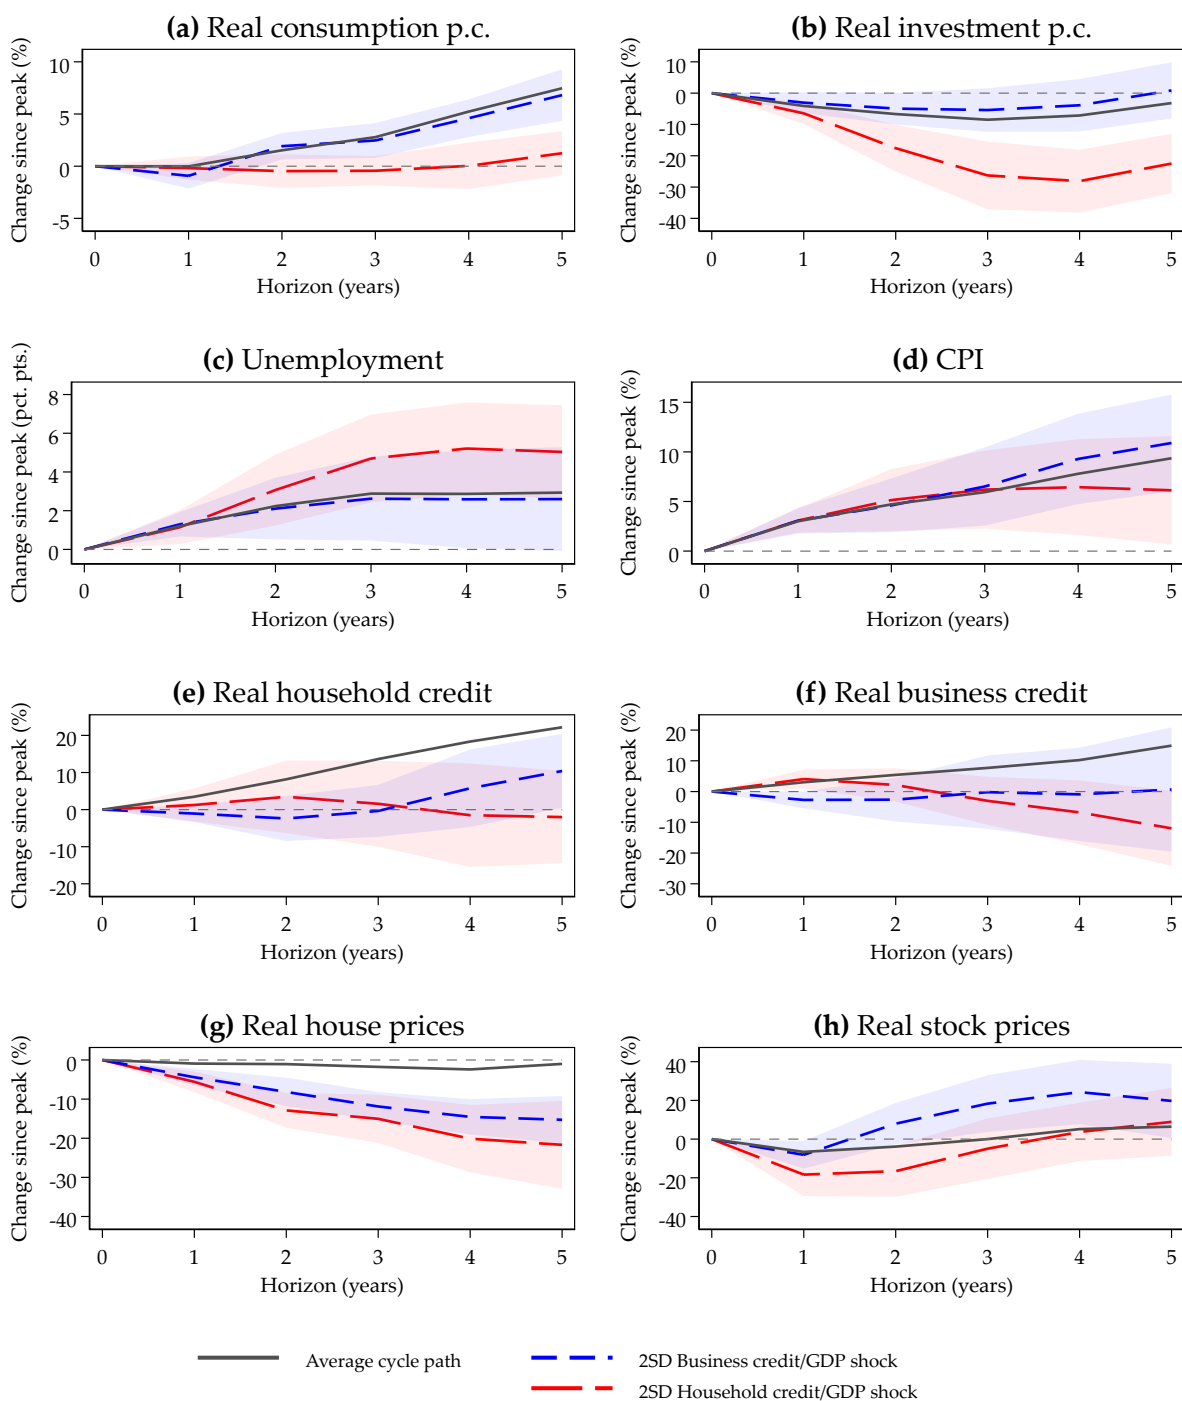 (a) Real consumption p.c.
Change since peak (%)
10
5
0
-5
0 1 2 3 4 5
Horizon (years)
(b) Real investment p.c.
Change since peak (%)
10
0
-10
-20
-30
-40
0 1 2 3 4 5
Horizon (years)
(c) Unemployment
Change since peak (pct. pts.)
8
6
4
2
0
0 1 2 3 4 5
Horizon (years)
(d) CPI
Change since peak (%)
15
10
5
0
0 1 2 3 4 5
Horizon (years)
(e) Real household credit
Change since peak (%)
20
10
0
-10
-20
0 1 2 3 4 5
Horizon (years)
(f) Real business credit
Change since peak (%)
20
10
0
-10
-20
-30
0 1 2 3 4 5
Horizon (years)
(g) Real house prices
Change since peak (%)
0
-10
-20
-30
-40
0 1 2 3 4 5
Horizon (years)
(h) Real stock prices
Change since peak (%)
40
20
0
-20
-40
0 1 2 3 4 5
Horizon (years)
Average cycle path
2SD Business credit/GDP shock
2SD Household credit/GDP shock